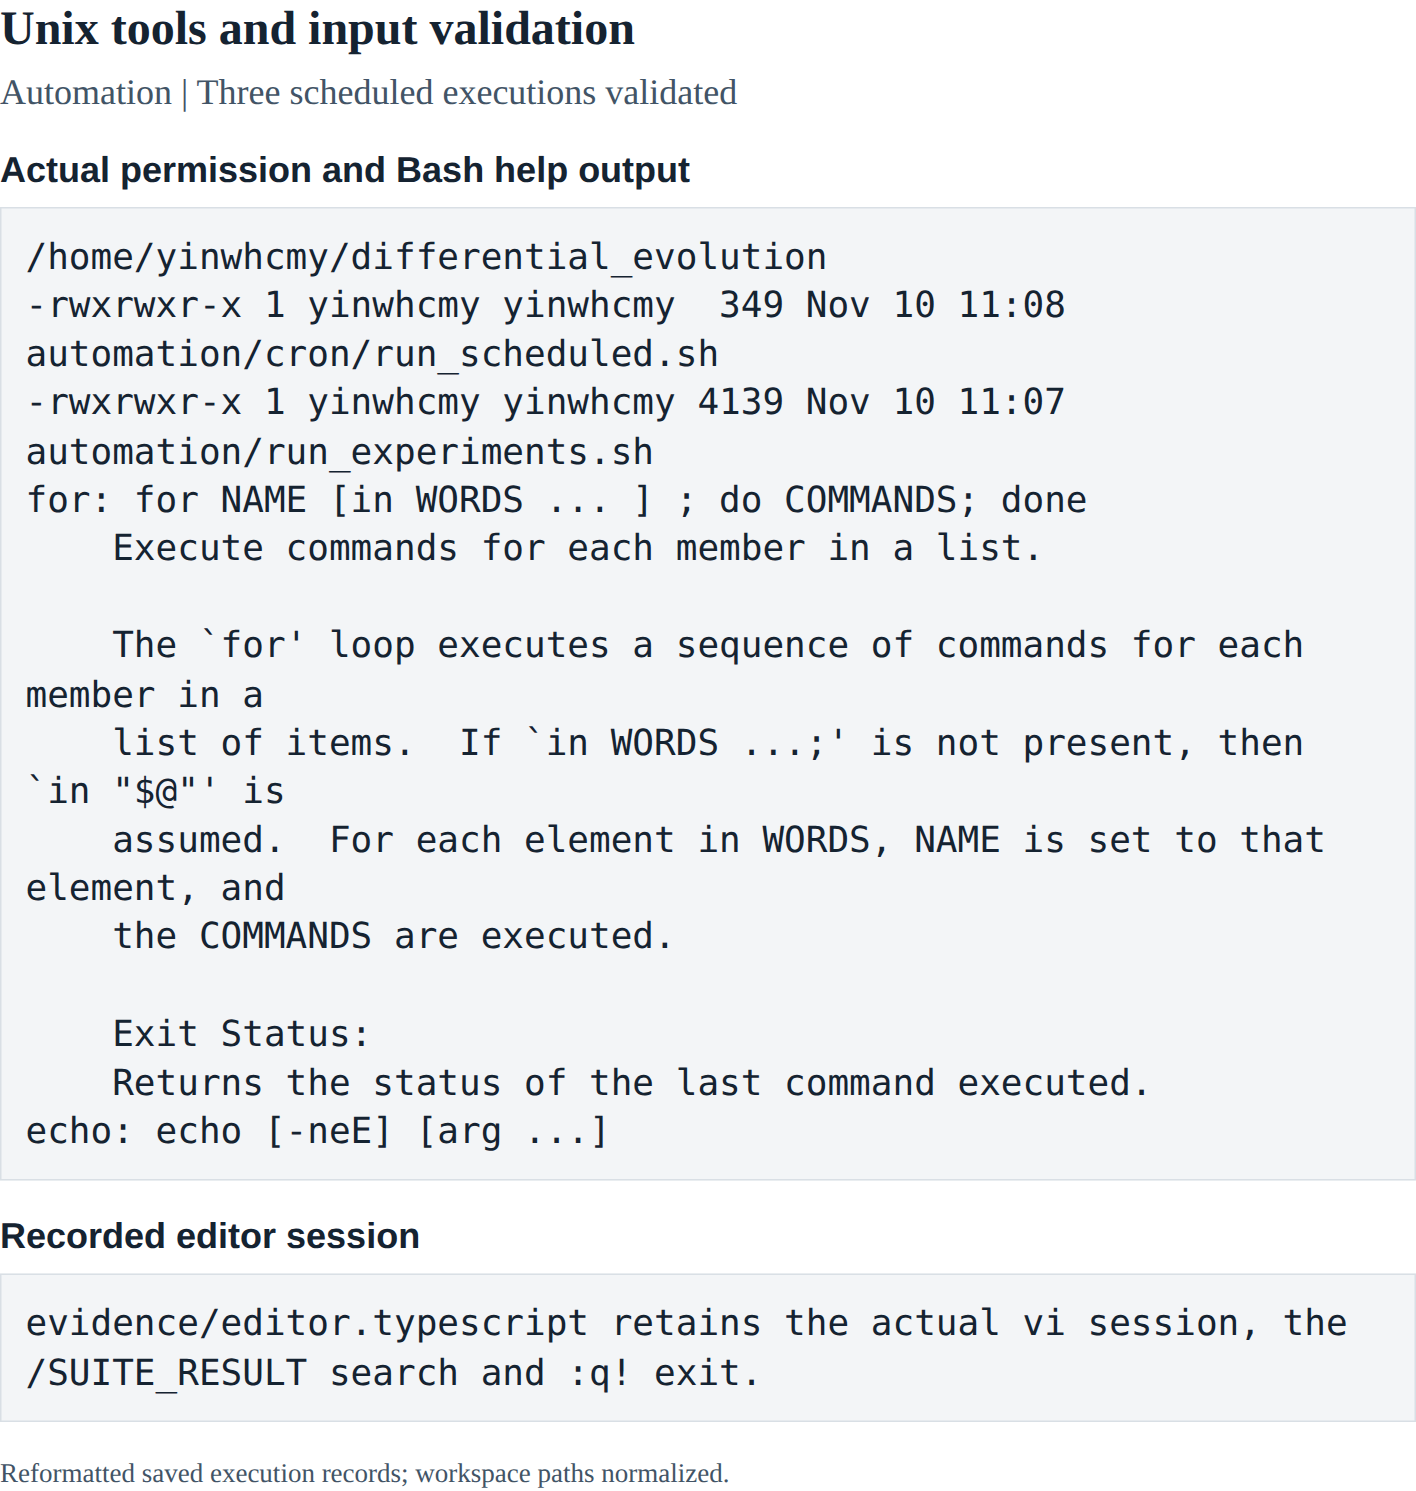 Unix tools and input validation
Automation | Three scheduled executions validated
Actual permission and Bash help output
/home/yinwhcmy/differential_evolution
-rwxrwxr-x 1 yinwhcmy yinwhcmy  349 Nov 10 11:08
automation/cron/run_scheduled.sh
-rwxrwxr-x 1 yinwhcmy yinwhcmy 4139 Nov 10 11:07
automation/run_experiments.sh
for: for NAME [in WORDS ... ] ; do COMMANDS; done
    Execute commands for each member in a list.

    The `for' loop executes a sequence of commands for each
member in a
    list of items.  If `in WORDS ...;' is not present, then
`in "$@"' is
    assumed.  For each element in WORDS, NAME is set to that
element, and
    the COMMANDS are executed.

    Exit Status:
    Returns the status of the last command executed.
echo: echo [-neE] [arg ...]
Recorded editor session
evidence/editor.typescript retains the actual vi session, the
/SUITE_RESULT search and :q! exit.
Reformatted saved execution records; workspace paths normalized.